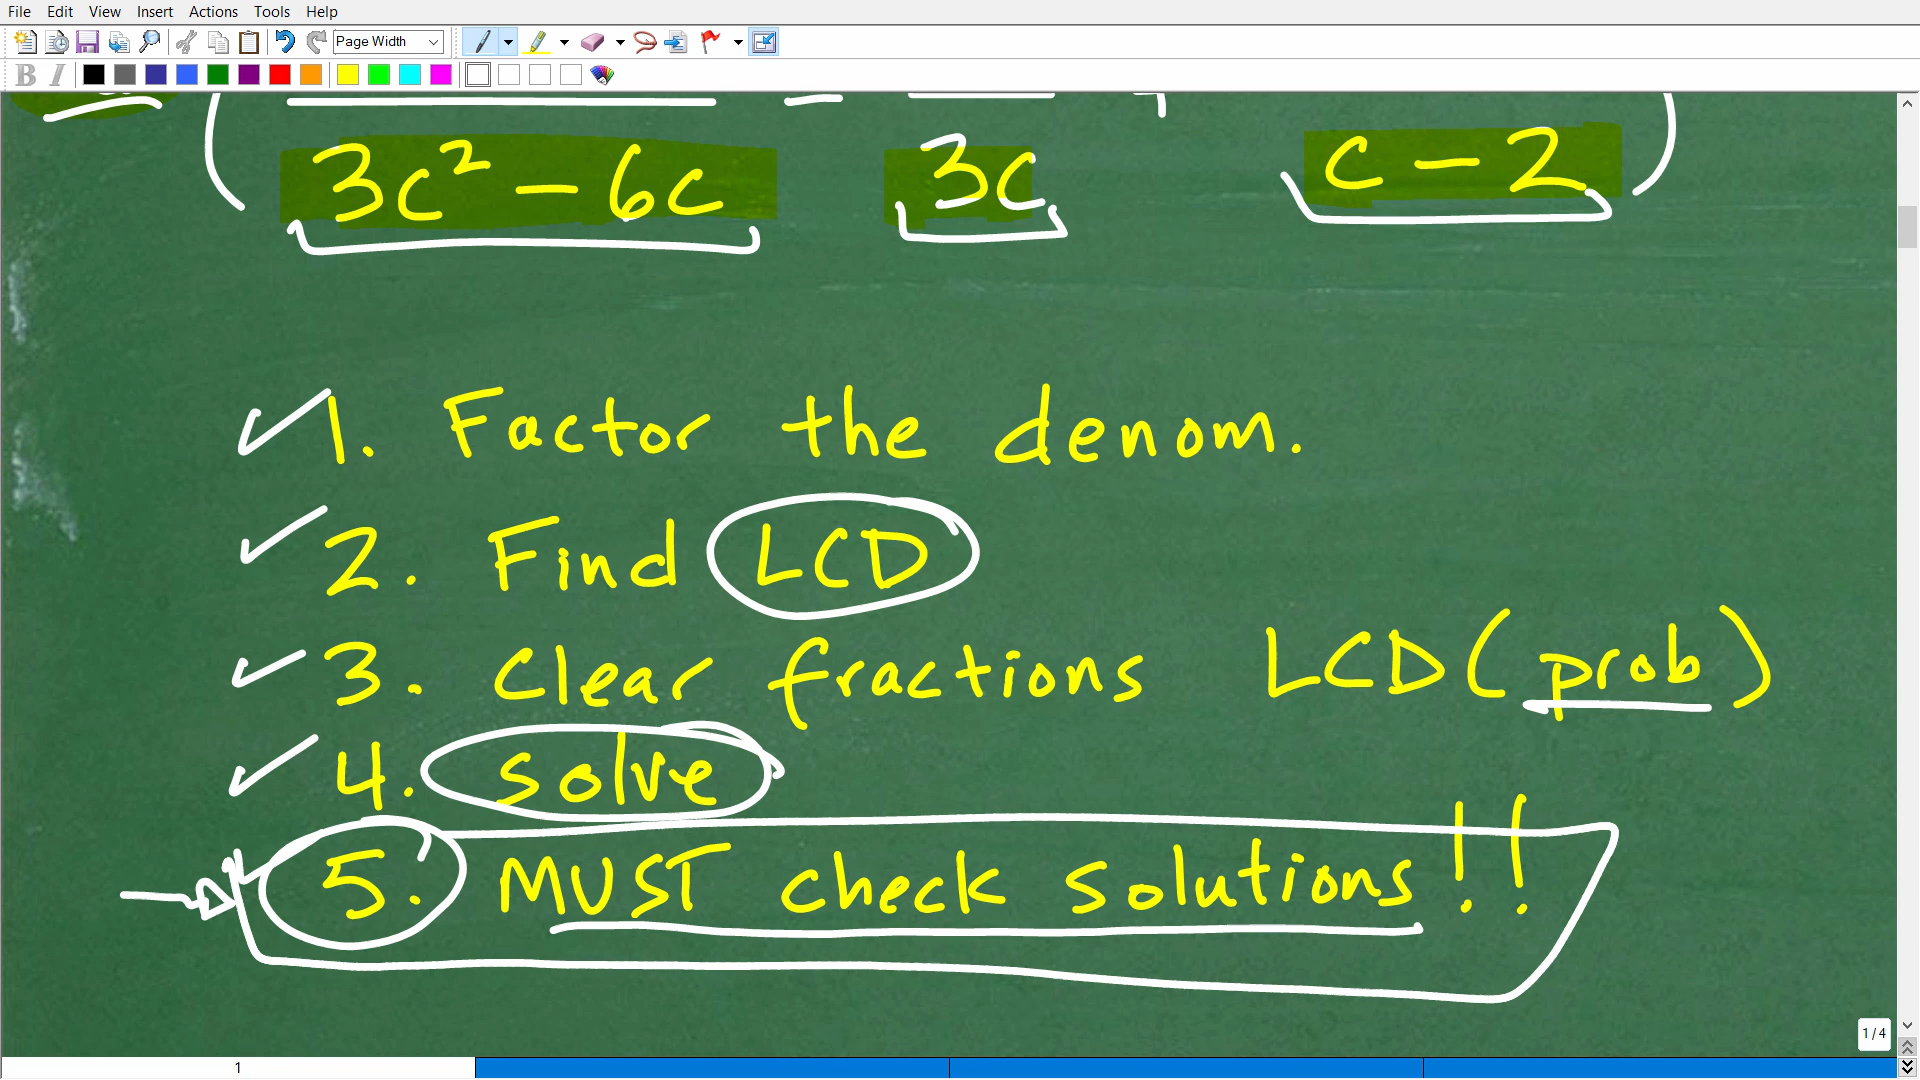 File Edit View Insert Actions Tools Help
Page Width
B I
3c² - 6c 3c c - 2
1. Factor the denom.
2. Find LCD
3. Clear fractions LCD (prob)
4. solve
5. MUST check solutions!!
1 / 4
1